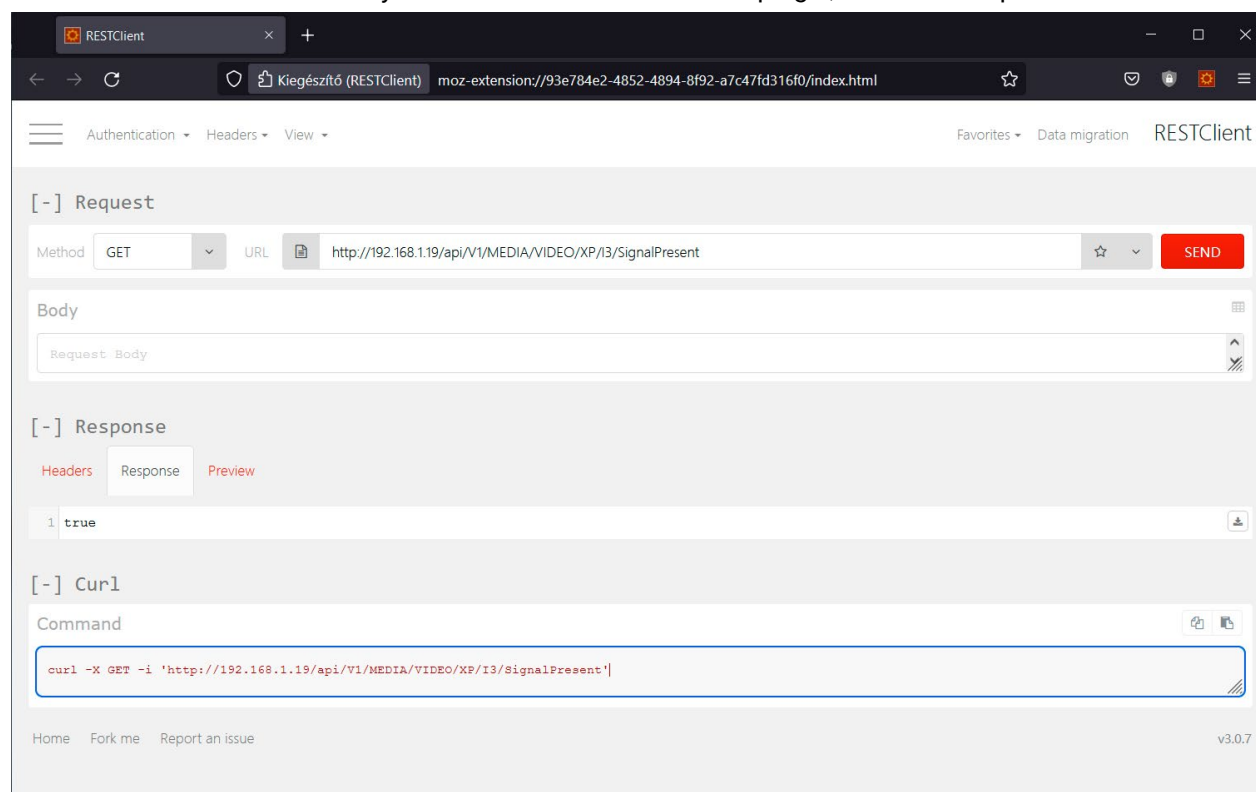 RESTClient
Kiegészítő (RESTClient) moz-extension://93e784e2-4852-4894-8f92-a7c47fd316f0/index.html
Authentication Headers View Favorites Data migration RESTClient
[-] Request
Method GET URL http://192.168.1.19/api/V1/MEDIA/VIDEO/XP/I3/SignalPresent SEND
Body
Request Body
[-] Response
Headers Response Preview
1 true
[-] Curl
Command
curl -X GET -i 'http://192.168.1.19/api/V1/MEDIA/VIDEO/XP/I3/SignalPresent'
Home Fork me Report an issue v3.0.7